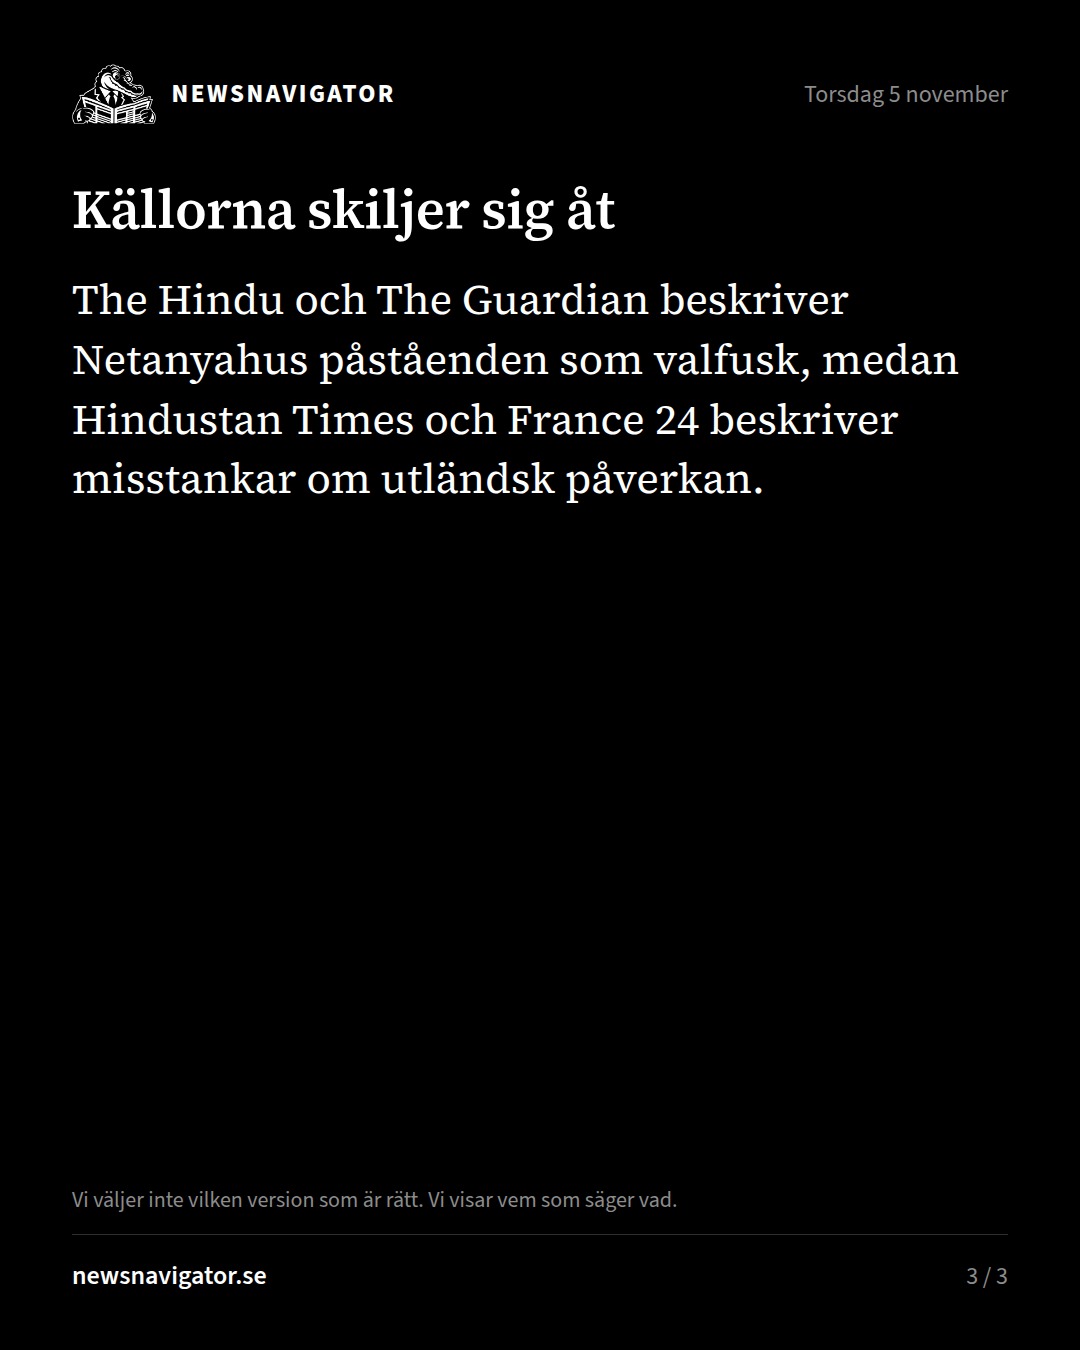 NEWSNAVIGATOR
Torsdag 5 november
Källorna skiljer sig åt
The Hindu och The Guardian beskriver
Netanyahus påståenden som valfusk, medan
Hindustan Times och France 24 beskriver
misstankar om utländsk påverkan.
Vi väljer inte vilken version som är rätt. Vi visar vem som säger vad.
newsnavigator.se
3 / 3